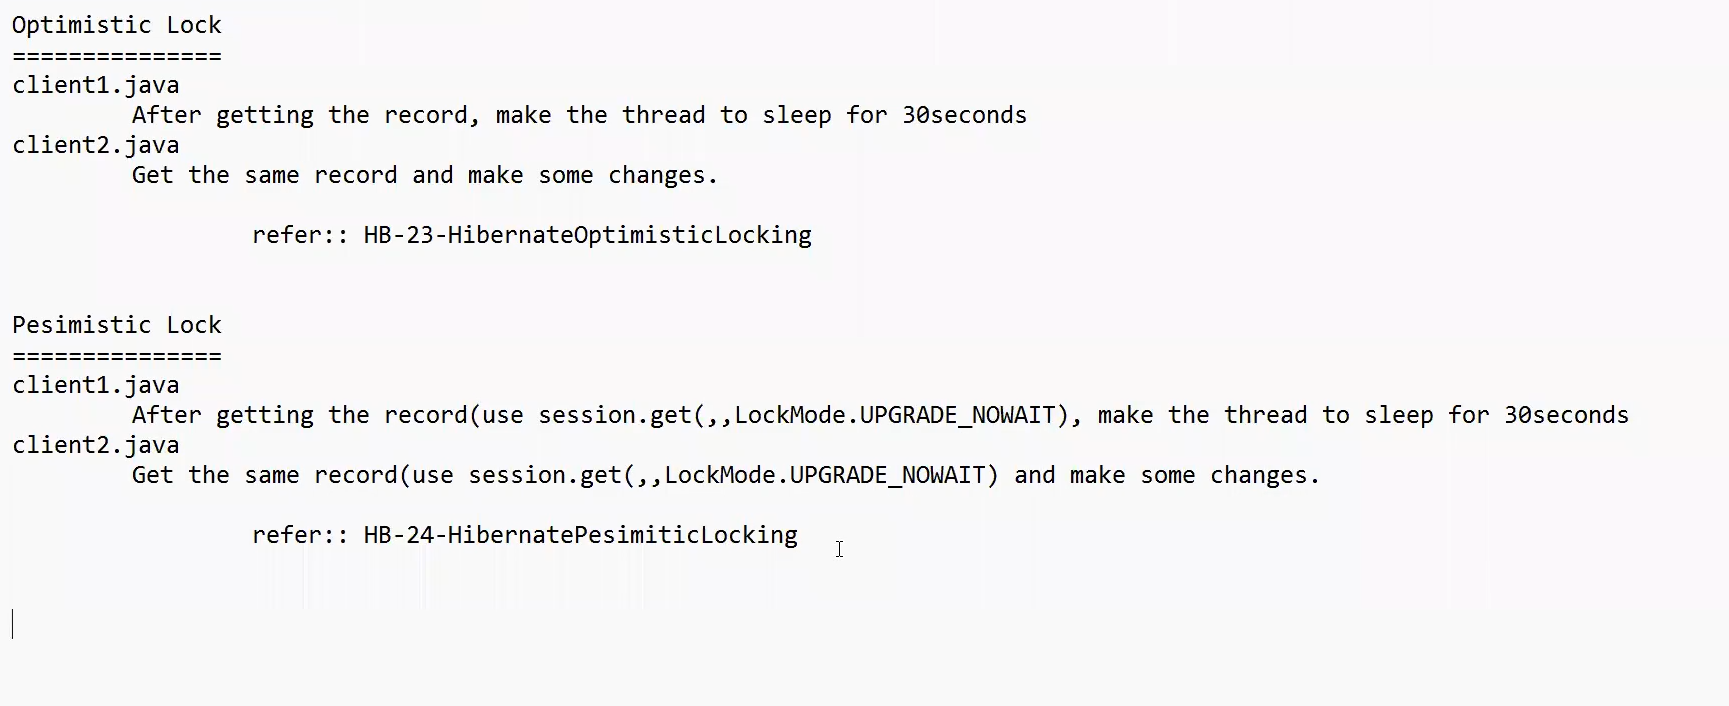 Optimistic Lock
===============
client1.java
After getting the record, make the thread to sleep for 30seconds
client2.java
Get the same record and make some changes.
refer:: HB-23-HibernateOptimisticLocking
Pesimistic Lock
===============
client1.java
After getting the record(use session.get(,,LockMode.UPGRADE_NOWAIT), make the thread to sleep for 30seconds
client2.java
Get the same record(use session.get(,,LockMode.UPGRADE_NOWAIT) and make some changes.
refer:: HB-24-HibernatePesimiticLocking